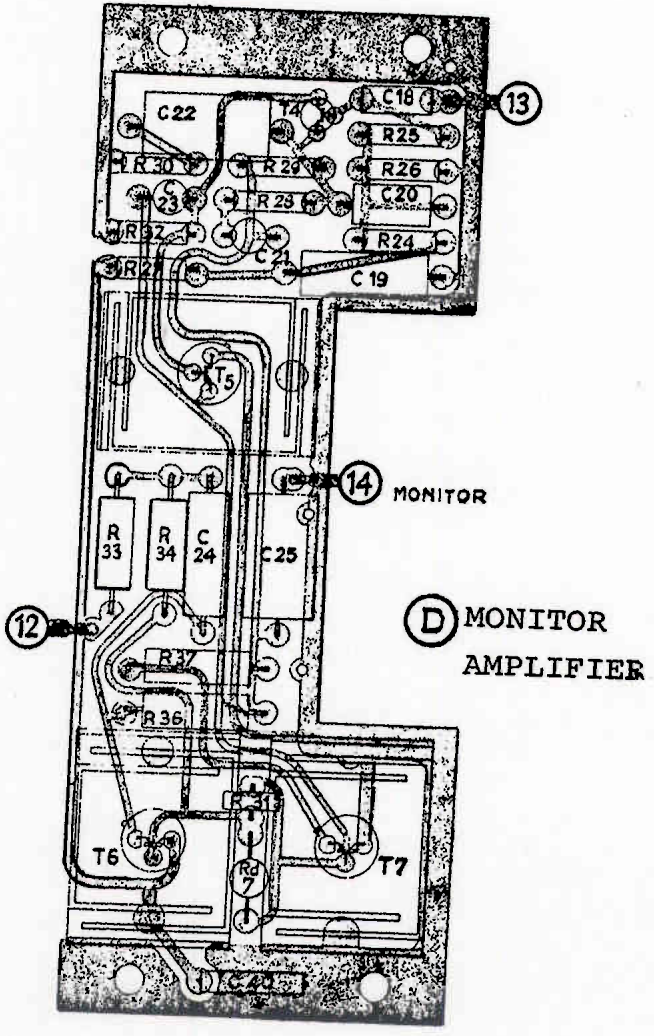 C22
T4
C18
13
R25
R30
R29
R26
C
23
R28
C20
R32
C21
R24
R27
C19
T5
14
MONITOR
R
33
R
34
C
24
C25
12
D MONITOR
AMPLIFIER
R37
R36
R31
T6
Rd
7
T7